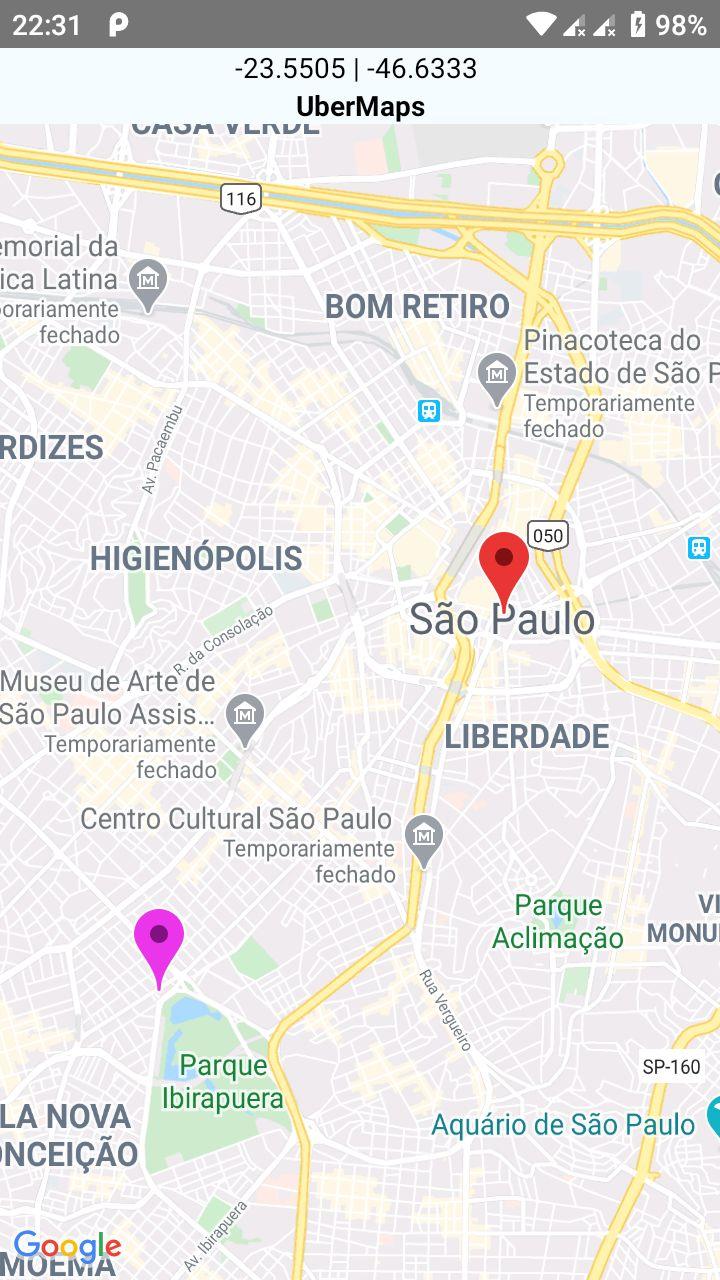 22:31
98%
-23.5505 | -46.6333
UberMaps
CASA VERDE
116
emorial da
ica Latina
orariamente
fechado
BOM RETIRO
Pinacoteca do
Estado de São P
Temporariamente
fechado
RDIZES
Av. Pacaembu
050
HIGIENÓPOLIS
São Paulo
R. da Consolação
Museu de Arte de
São Paulo Assis...
Temporariamente
fechado
LIBERDADE
Centro Cultural São Paulo
Temporariamente
fechado
Parque
Aclimação
VI
MONU
Rua Vergueiro
Parque
Ibirapuera
SP-160
LA NOVA
ONCEIÇÃO
Aquário de São Paulo
Av. Ibirapuera
Google
MOEMA